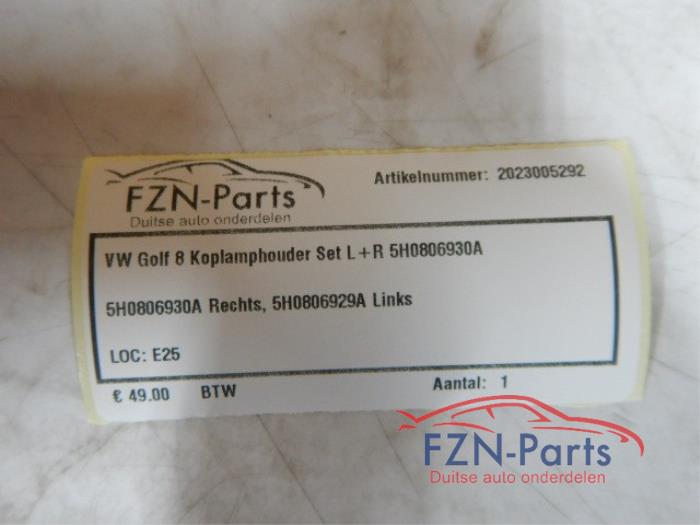 FZN-Parts
Duitse auto onderdelen
Artikelnummer: 2023005292
VW Golf 8 Koplamphouder Set L+R 5H0806930A
5H0806930A Rechts, 5H0806929A Links
LOC: E25
€ 49.00 BTW Aantal: 1
FZN-Parts
Duitse auto onderdelen